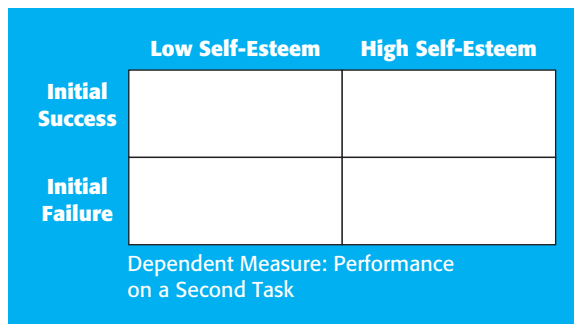 Low Self-Esteem High Self-Esteem
Initial
Success
Initial
Failure
Dependent Measure: Performance
on a Second Task